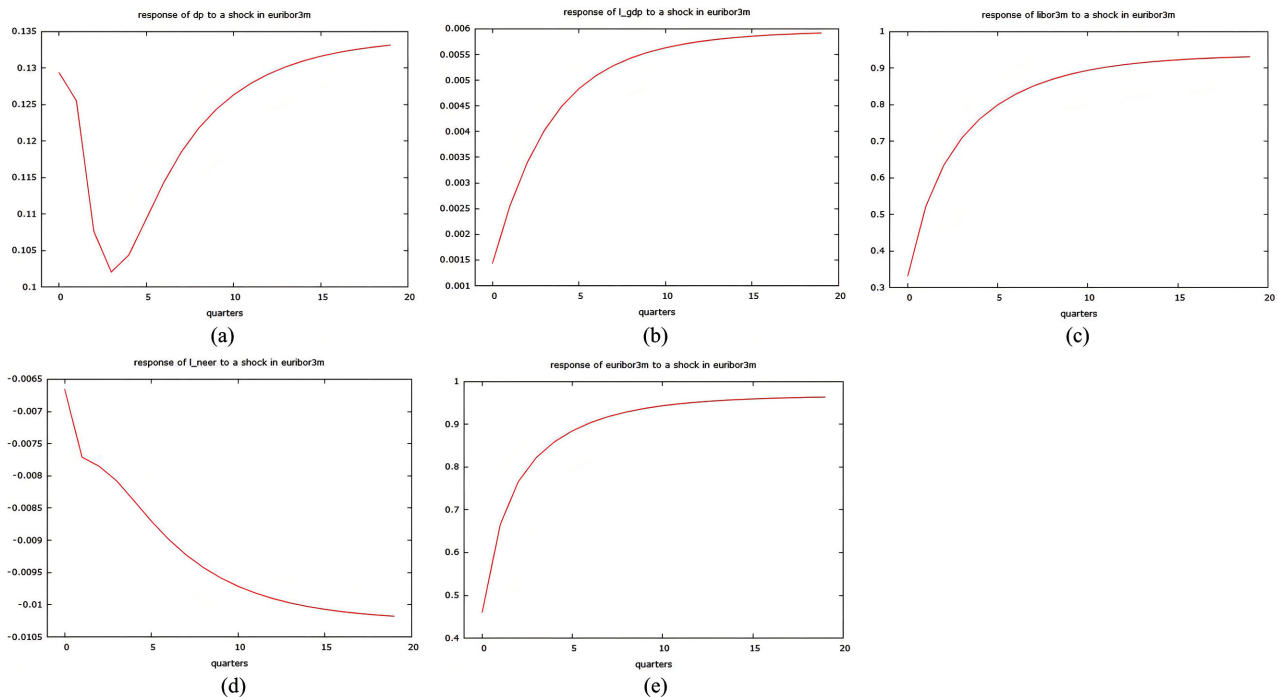 response of dp to a shock in euribor3m
0.135
0.13
0.125
0.12
0.115
0.11
0.105
0.1
0 5 10 15 20
quarters
(a)
response of l_gdp to a shock in euribor3m
0.006
0.0055
0.005
0.0045
0.004
0.0035
0.003
0.0025
0.002
0.0015
0.001
0 5 10 15 20
quarters
(b)
response of libor3m to a shock in euribor3m
1
0.9
0.8
0.7
0.6
0.5
0.4
0.3
0 5 10 15 20
quarters
(c)
response of l_neer to a shock in euribor3m
-0.0065
-0.007
-0.0075
-0.008
-0.0085
-0.009
-0.0095
-0.01
-0.0105
0 5 10 15 20
quarters
(d)
response of euribor3m to a shock in euribor3m
1
0.9
0.8
0.7
0.6
0.5
0.4
0 5 10 15 20
quarters
(e)